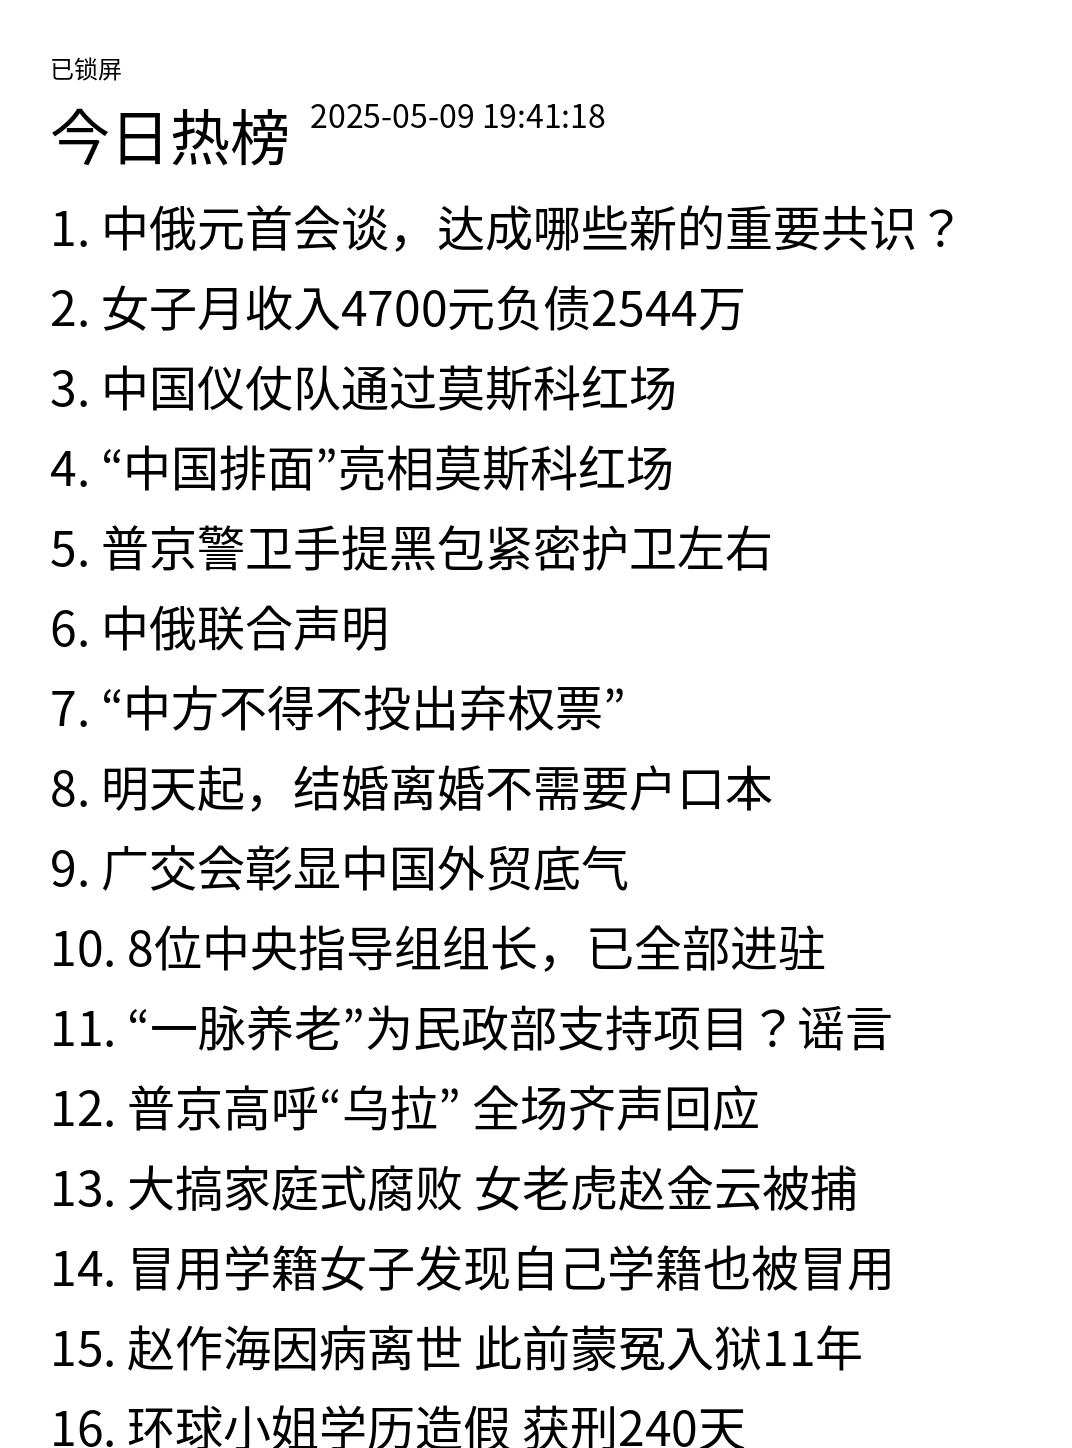 已锁屏
今日热榜 2025-05-09 19:41:18
1. 中俄元首会谈，达成哪些新的重要共识？
2. 女子月收入4700元负债2544万
3. 中国仪仗队通过莫斯科红场
4. “中国排面”亮相莫斯科红场
5. 普京警卫手提黑包紧密护卫左右
6. 中俄联合声明
7. “中方不得不投出弃权票”
8. 明天起，结婚离婚不需要户口本
9. 广交会彰显中国外贸底气
10. 8位中央指导组组长，已全部进驻
11. “一脉养老”为民政部支持项目？谣言
12. 普京高呼“乌拉” 全场齐声回应
13. 大搞家庭式腐败 女老虎赵金云被捕
14. 冒用学籍女子发现自己学籍也被冒用
15. 赵作海因病离世 此前蒙冤入狱11年
16. 环球小姐学历造假 获刑240天